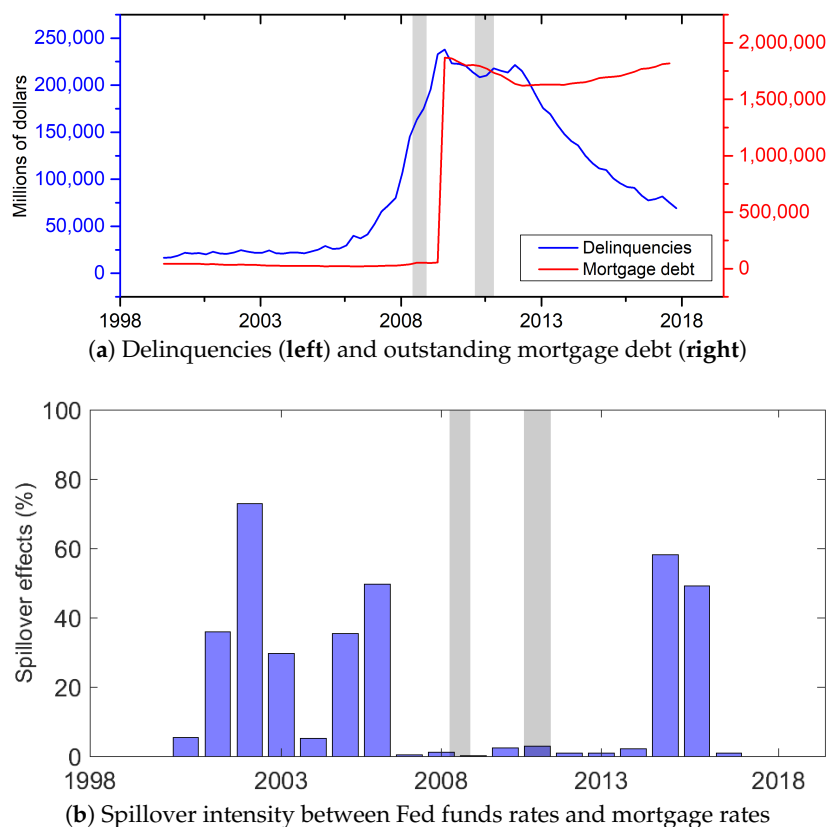 250,000
200,000
150,000
100,000
50,000
0
Millions of dollars
2,000,000
1,500,000
1,000,000
500,000
0
Delinquencies
Mortgage debt
1998 2003 2008 2013 2018
(a) Delinquencies (left) and outstanding mortgage debt (right)
100
80
60
40
20
0
Spillover effects (%)
1998 2003 2008 2013 2018
(b) Spillover intensity between Fed funds rates and mortgage rates